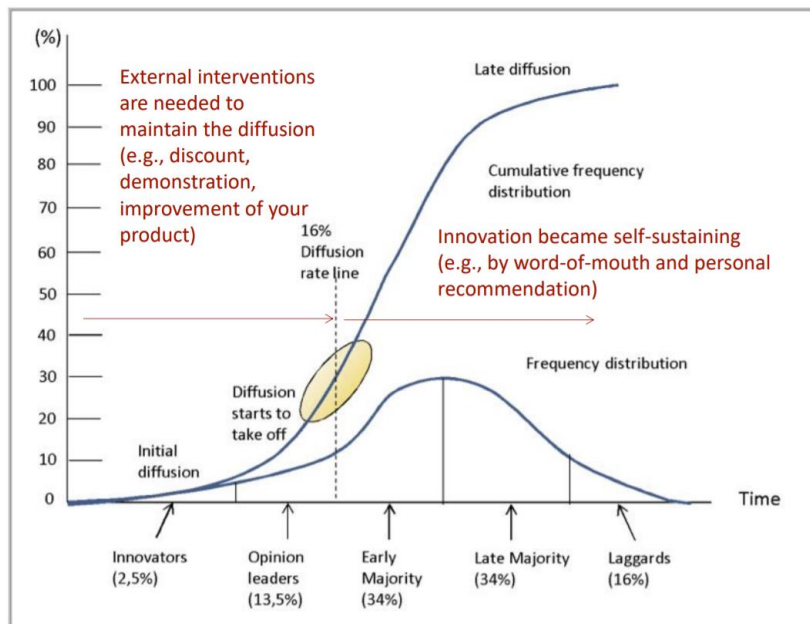 (%)
100
90
80
70
60
50
40
30
20
10
0
External interventions
are needed to
maintain the diffusion
(e.g., discount,
demonstration,
improvement of your
product)
Late diffusion
Cumulative frequency
distribution
16%
Diffusion
rate line
Innovation became self-sustaining
(e.g., by word-of-mouth and personal
recommendation)
Frequency distribution
Diffusion
starts to
take off
Initial
diffusion
Time
Innovators
(2,5%)
Opinion
leaders
(13,5%)
Early
Majority
(34%)
Late Majority
(34%)
Laggards
(16%)